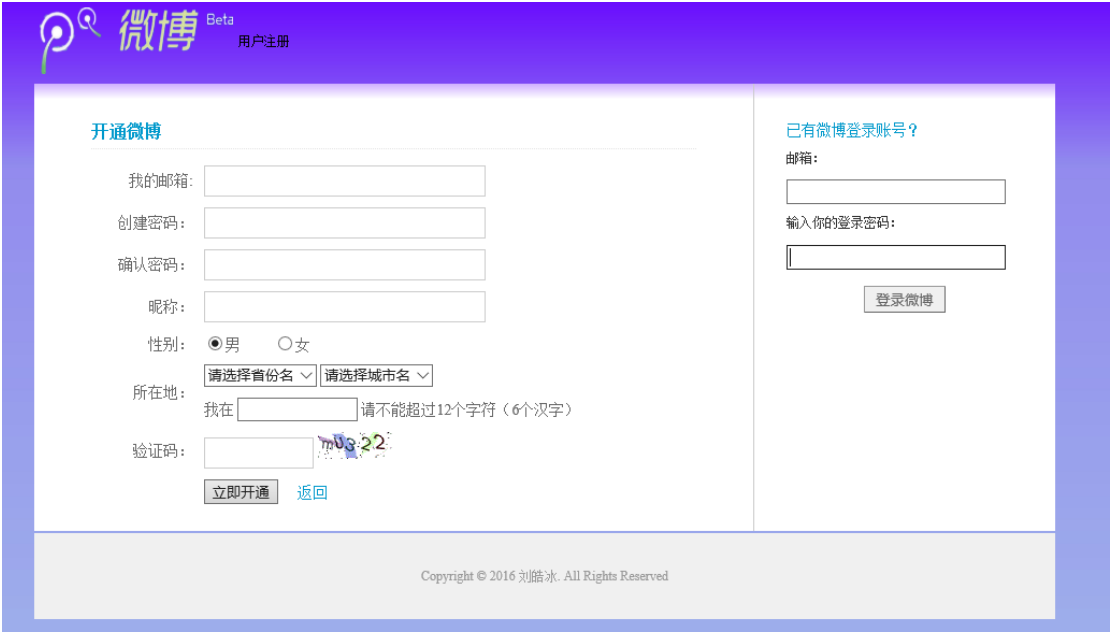 微博 Beta
用户注册
开通微博
我的邮箱:
创建密码：
确认密码：
昵称：
性别： 男 女
所在地： 请选择省份名 请选择城市名
我在 请不能超过12个字符（6个汉字）
验证码： m0322
立即开通 返回
已有微博登录账号？
邮箱：
输入你的登录密码：
登录微博
Copyright © 2016 刘皓冰. All Rights Reserved